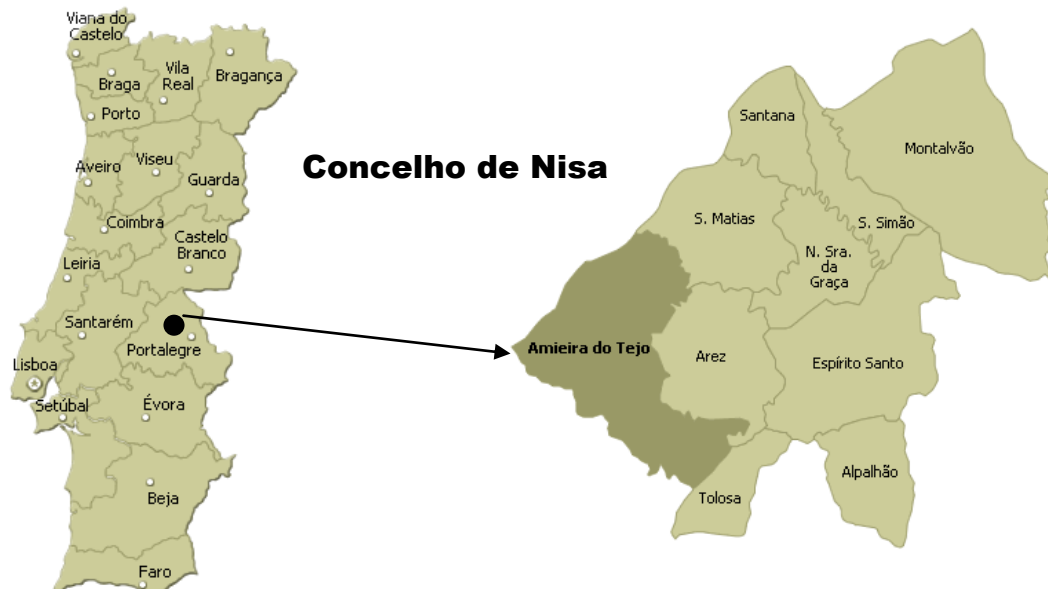 Viana do
Castelo
Braga
Vila
Real
Bragança
Porto
Aveiro
Viseu
Guarda
Coimbra
Castelo
Branco
Leiria
Santarém
Portalegre
Lisboa
Setúbal
Évora
Beja
Faro
Concelho de Nisa
Santana
Montalvão
S. Matias
S. Simão
N. Sra.
da
Graça
Amieira do Tejo
Arez
Espírito Santo
Alpalhão
Tolosa